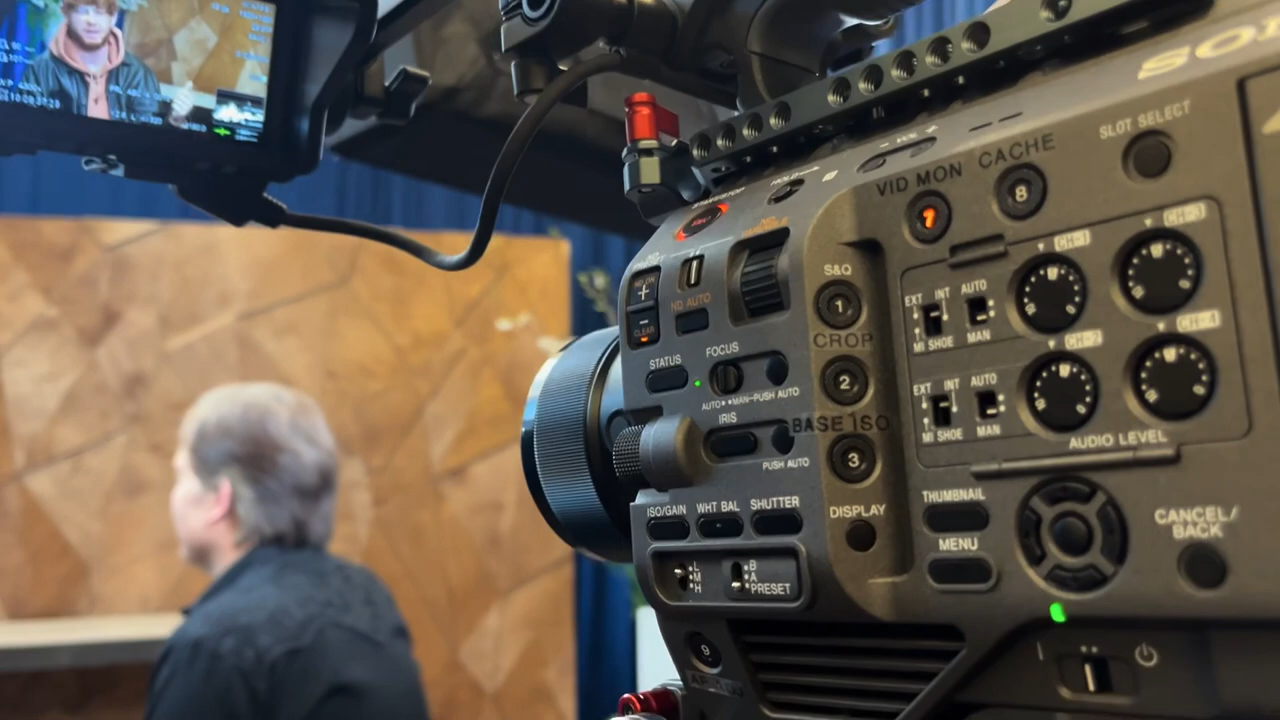 SONY
SLOT SELECT
VID MON
CACHE
7
8
HOLD
CH-1
CH-3
S&Q
1
EXT INT AUTO
MI SHOE MAN
CH-2
CH-4
CROP
2
EXT INT AUTO
MI SHOE MAN
AUDIO LEVEL
BASE ISO
3
ND AUTO
CLEAR
STATUS
FOCUS
AUTO MAN PUSH AUTO
IRIS
PUSH AUTO
ISO/GAIN WHT BAL SHUTTER
L
M
H
B
A
PRESET
DISPLAY
THUMBNAIL
MENU
CANCEL/
BACK
9